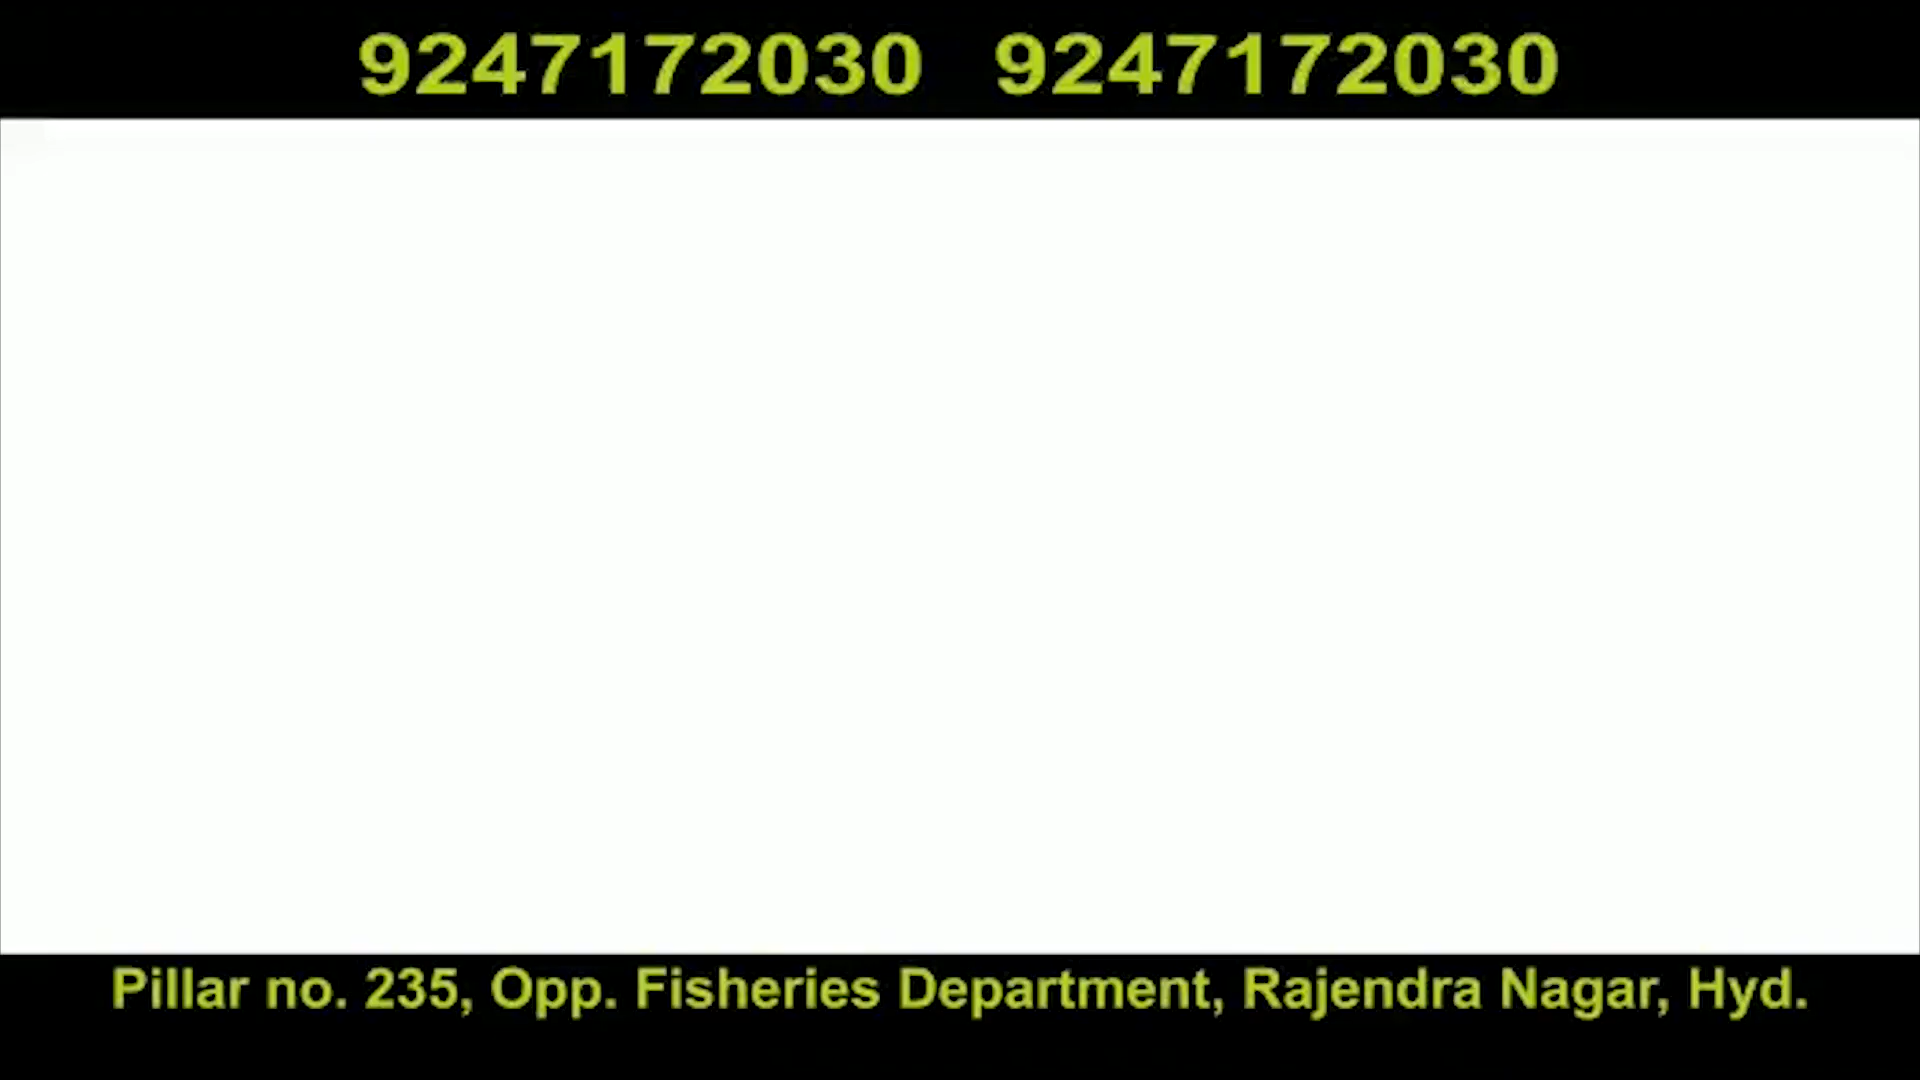 9247172030 9247172030
Pillar no. 235, Opp. Fisheries Department, Rajendra Nagar, Hyd.